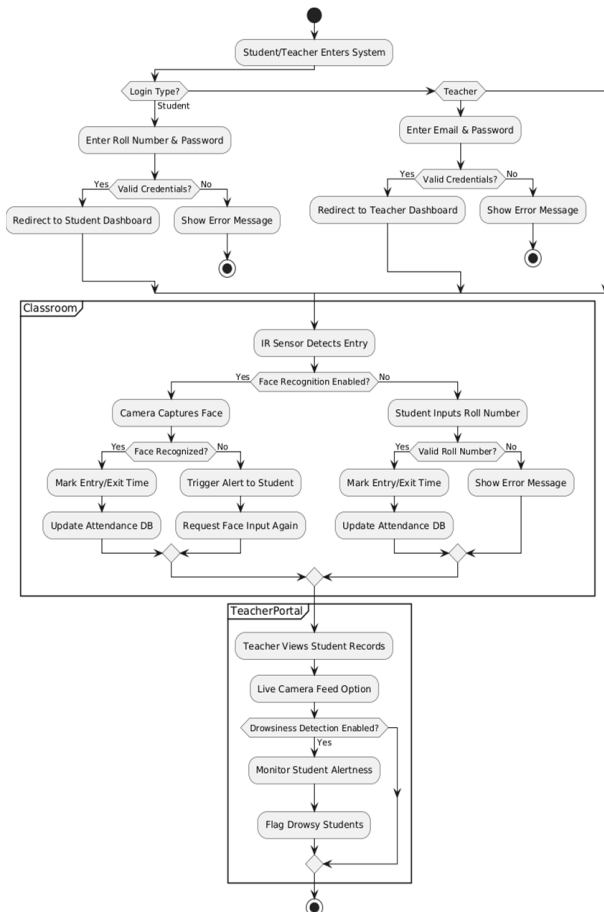 Student/Teacher Enters System
Login Type?
Teacher
Student
Enter Roll Number & Password
Enter Email & Password
Yes
Valid Credentials?
No
Yes
Valid Credentials?
No
Redirect to Student Dashboard
Show Error Message
Redirect to Teacher Dashboard
Show Error Message
Classroom
IR Sensor Detects Entry
Yes
Face Recognition Enabled?
No
Camera Captures Face
Student Inputs Roll Number
Yes
Face Recognized?
No
Yes
Valid Roll Number?
No
Mark Entry/Exit Time
Trigger Alert to Student
Mark Entry/Exit Time
Show Error Message
Update Attendance DB
Request Face Input Again
Update Attendance DB
TeacherPortal
Teacher Views Student Records
Live Camera Feed Option
Drowsiness Detection Enabled?
Yes
Monitor Student Alertness
Flag Drowsy Students